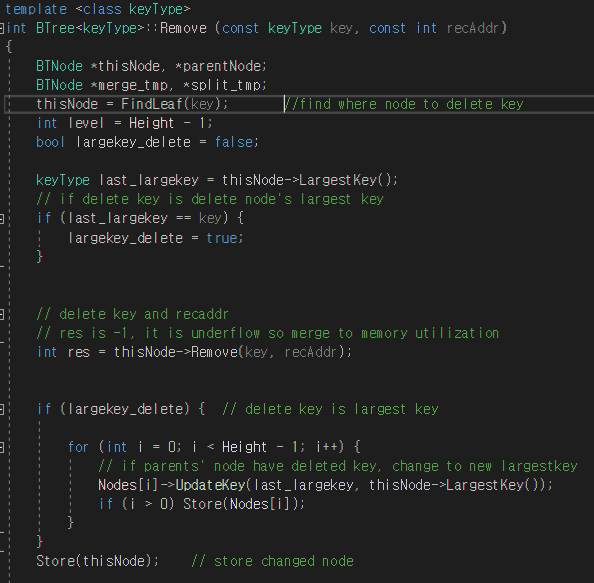 template <class keyType>
int BTree<keyType>::Remove (const keyType key, const int recAddr)
{
    BTNode *thisNode, *parentNode;
    BTNode *merge_tmp, *split_tmp;
    thisNode = FindLeaf(key);       //find where node to delete key
    int level = Height - 1;
    bool largekey_delete = false;

    keyType last_largekey = thisNode->LargestKey();
    // if delete key is delete node's largest key
    if (last_largekey == key) {
        largekey_delete = true;
    }

    // delete key and recaddr
    // res is -1, it is underflow so merge to memory utilization
    int res = thisNode->Remove(key, recAddr);

    if (largekey_delete) {  // delete key is largest key

        for (int i = 0; i < Height - 1; i++) {
            // if parents' node have deleted key, change to new largestkey
            Nodes[i]->UpdateKey(last_largekey, thisNode->LargestKey());
            if (i > 0) Store(Nodes[i]);
        }
    }
    Store(thisNode);    // store changed node